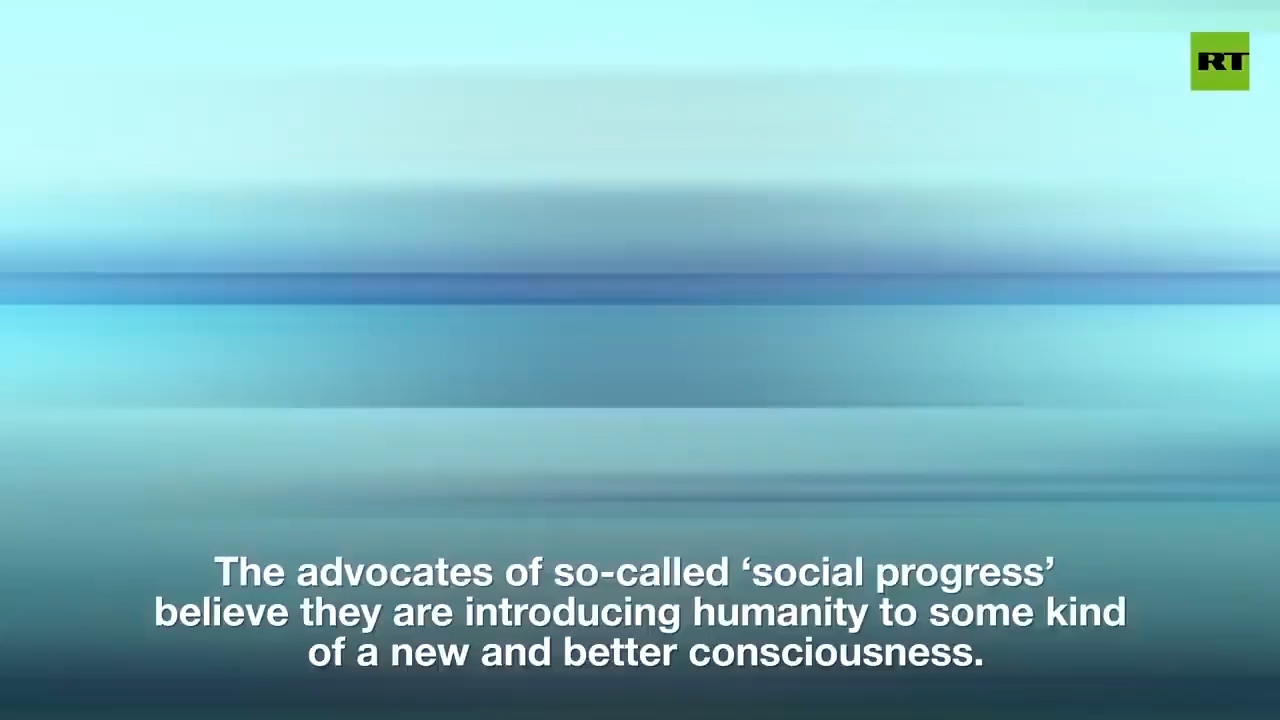 RT
The advocates of so-called ‘social progress’
believe they are introducing humanity to some kind
of a new and better consciousness.